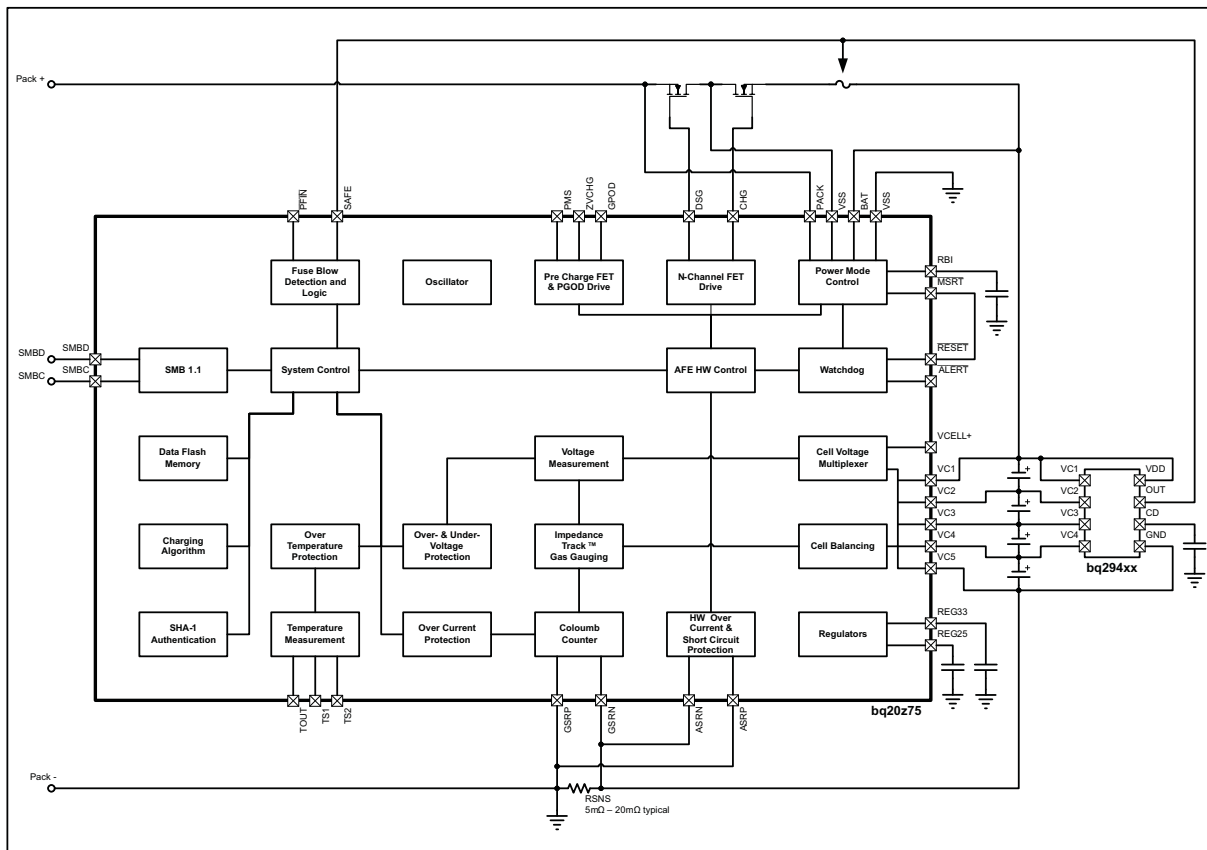 Pack +
PFIN
SAFE
PMS
ZVCHG
GPOD
DSG
CHG
PACK
VSS
BAT
VSS
Fuse Blow
Detection and
Logic
Oscillator
Pre Charge FET
& PGOD Drive
N-Channel FET
Drive
Power Mode
Control
RBI
MSRT
SMBD
SMBD
SMBC
SMBC
SMB 1.1
System Control
AFE HW Control
Watchdog
RESET
ALERT
Data Flash
Memory
Voltage
Measurement
Cell Voltage
Multiplexer
VCELL+
VC1
VC2
VC3
VC4
VC5
VC1
VC2
VC3
VC4
VDD
OUT
CD
GND
bq294xx
Charging
Algorithm
Over
Temperature
Protection
Over- & Under-
Voltage
Protection
Impedance
Track ™
Gas Gauging
Cell Balancing
SHA-1
Authentication
Temperature
Measurement
Over Current
Protection
Coloumb
Counter
HW Over
Current &
Short Circuit
Protection
Regulators
REG33
REG25
TOUT
TS1
TS2
GSRP
GSRN
ASRN
ASRP
bq20z75
Pack -
RSNS
5mΩ – 20mΩ typical